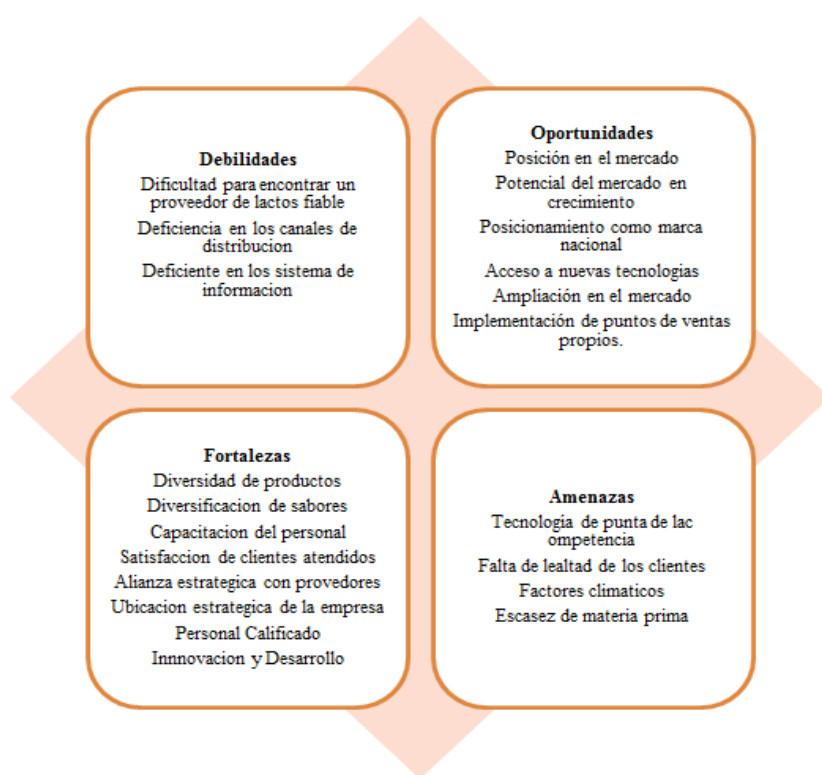 Debilidades
Dificultad para encontrar un
proveedor de lactos fiable
Deficiencia en los canales de
distribucion
Deficiente en los sistema de
informacion
Oportunidades
Posición en el mercado
Potencial del mercado en
crecimiento
Posicionamiento como marca
nacional
Acceso a nuevas tecnologias
Ampliación en el mercado
Implementación de puntos de ventas
propios.
Fortalezas
Diversidad de productos
Diversificacion de sabores
Capacitacion del personal
Satisfaccion de clientes atendidos
Alianza estrategica con provedores
Ubicacion estrategica de la empresa
Personal Calificado
Innnovacion y Desarrollo
Amenazas
Tecnología de punta de lac
ompetencia
Falta de lealtad de los clientes
Factores climaticos
Escasez de materia prima